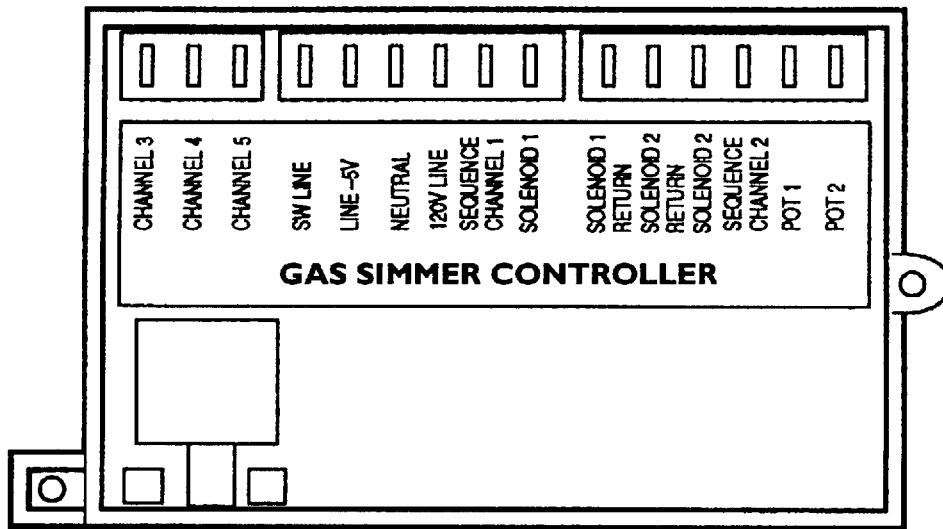 CHANNEL 3
CHANNEL 4
CHANNEL 5
SW LINE
LINE -5V
NEUTRAL
120V LINE
SEQUENCE
CHANNEL 1
SOLENOID 1
SOLENOID 1
RETURN
SOLENOID 2
RETURN
SOLENOID 2
SEQUENCE
CHANNEL 2
POT 1
POT 2
GAS SIMMER CONTROLLER